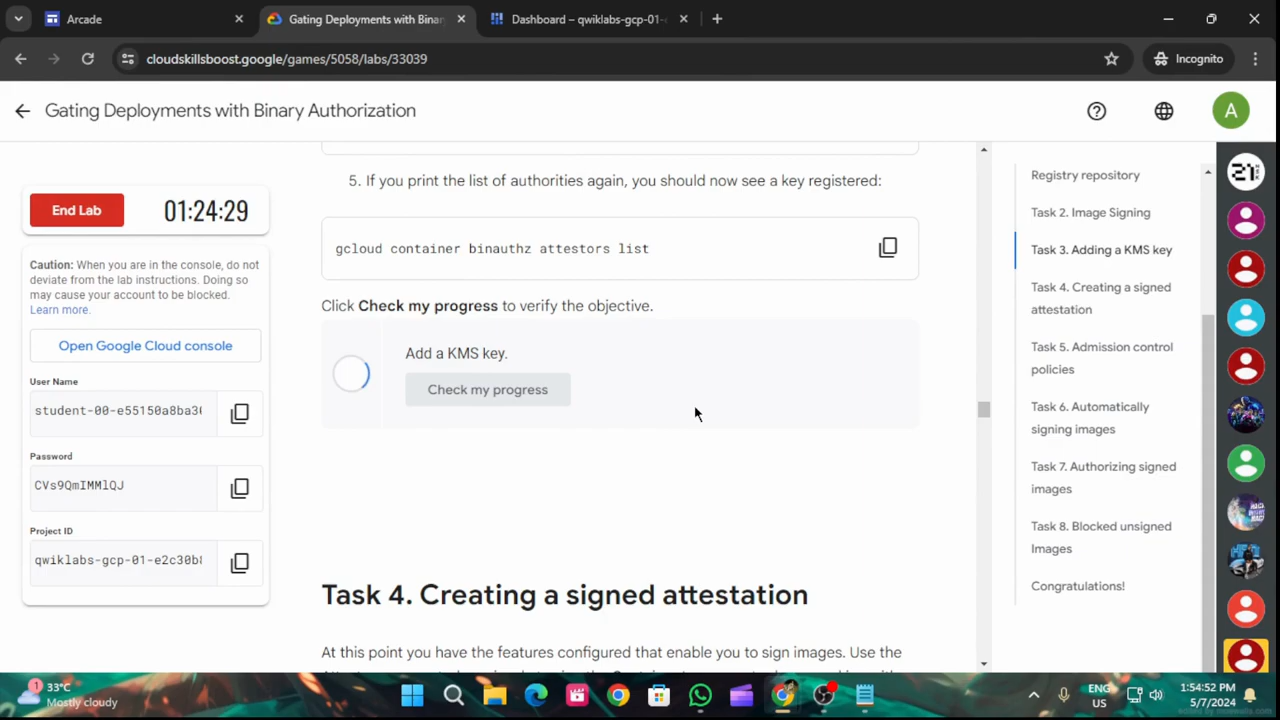 Arcade
Gating Deployments with Binar
Dashboard – qwiklabs-gcp-01-
cloudskillsboost.google/games/5058/labs/33039
Incognito
Gating Deployments with Binary Authorization
A
End Lab
01:24:29
Caution: When you are in the console, do not
deviate from the lab instructions. Doing so
may cause your account to be blocked.
Learn more.
Open Google Cloud console
User Name
student-00-e55150a8ba3
Password
CVs9QmIMMlQJ
Project ID
qwiklabs-gcp-01-e2c30b
5. If you print the list of authorities again, you should now see a key registered:
gcloud container binauthz attestors list
Click Check my progress to verify the objective.
Add a KMS key.
Check my progress
Task 4. Creating a signed attestation
At this point you have the features configured that enable you to sign images. Use the
Registry repository
Task 2. Image Signing
Task 3. Adding a KMS key
Task 4. Creating a signed
attestation
Task 5. Admission control
policies
Task 6. Automatically
signing images
Task 7. Authorizing signed
images
Task 8. Blocked unsigned
Images
Congratulations!
21
1
33°C
Mostly cloudy
ENG
US
1:54:52 PM
5/7/2024